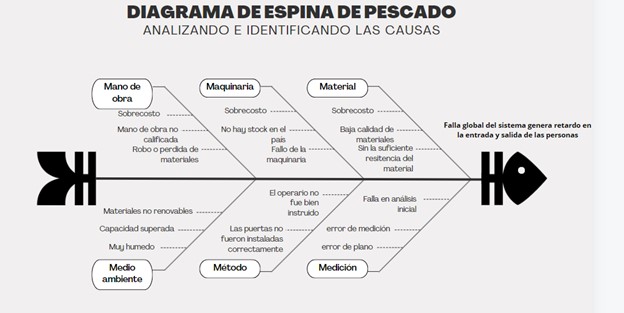 DIAGRAMA DE ESPINA DE PESCADO
ANALIZANDO E IDENTIFICANDO LAS CAUSAS
Mano de
obra
Maquinaria
Material
Sobrecosto
Sobrecosto
Sobrecosto
Mano de obra no
calificada
No hay stock en el
país
Baja calidad de
materiales
Robo o perdida de
materiales
Fallo de la
maquinaria
Sin la suficiente
resitencia del
material
Falla global del sistema genera retardo en
la entrada y salida de las personas
Materiales no renovables
El operario no
fue bien
instruido
Falla en análisis
inicial
Capacidad superada
Las puertas no
fueron instaladas
correctamente
error de medición
Muy humedo
error de plano
Medio
ambiente
Método
Medición